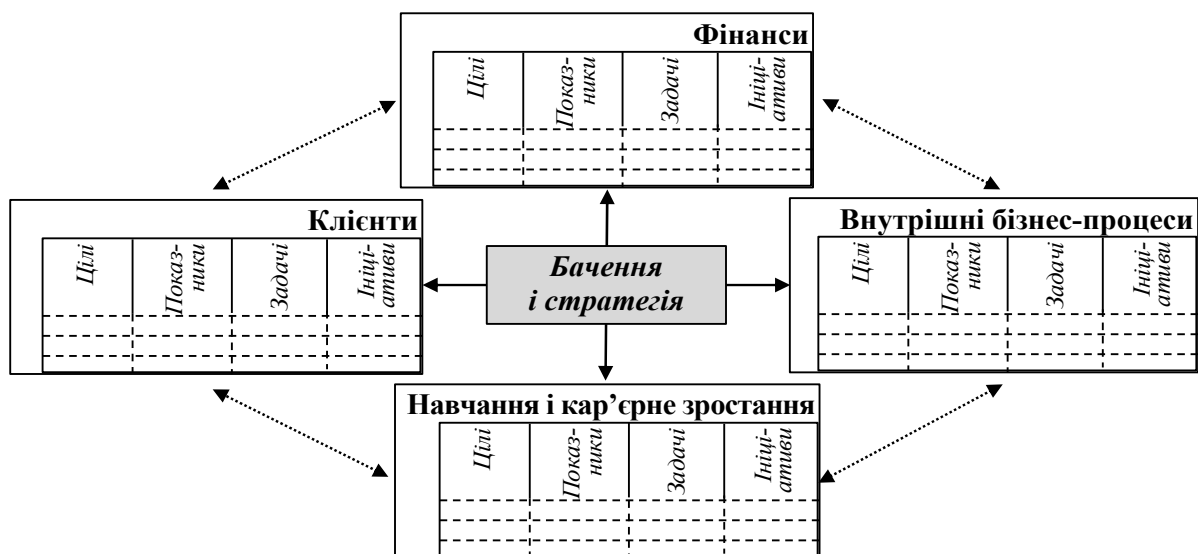 Фінанси
Цілі
Показ-
ники
Задачі
Ініці-
ативи
Клієнти
Цілі
Показ-
ники
Задачі
Ініці-
ативи
Бачення
і стратегія
Внутрішні бізнес-процеси
Цілі
Показ-
ники
Задачі
Ініці-
ативи
Навчання і кар’єрне зростання
Цілі
Показ-
ники
Задачі
Ініці-
ативи